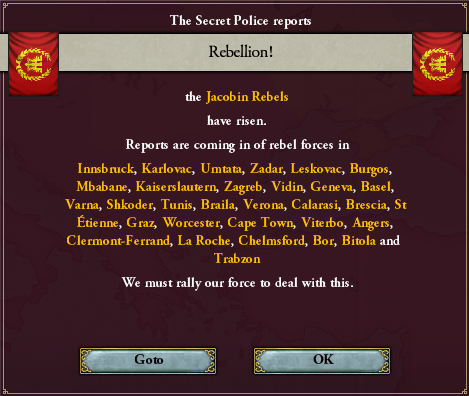 The Secret Police reports
Rebellion!
the Jacobin Rebels
have risen.
Reports are coming in of rebel forces in
Innsbruck, Karlovac, Umtata, Zadar, Leskovac, Burgos,
Mbabane, Kaiserslautern, Zagreb, Vidin, Geneva, Basel,
Varna, Shkoder, Tunis, Braila, Verona, Calarasi, Brescia, St
Étienne, Graz, Worcester, Cape Town, Viterbo, Angers,
Clermont-Ferrand, La Roche, Chelmsford, Bor, Bitola and
Trabzon
We must rally our force to deal with this.
Goto
OK